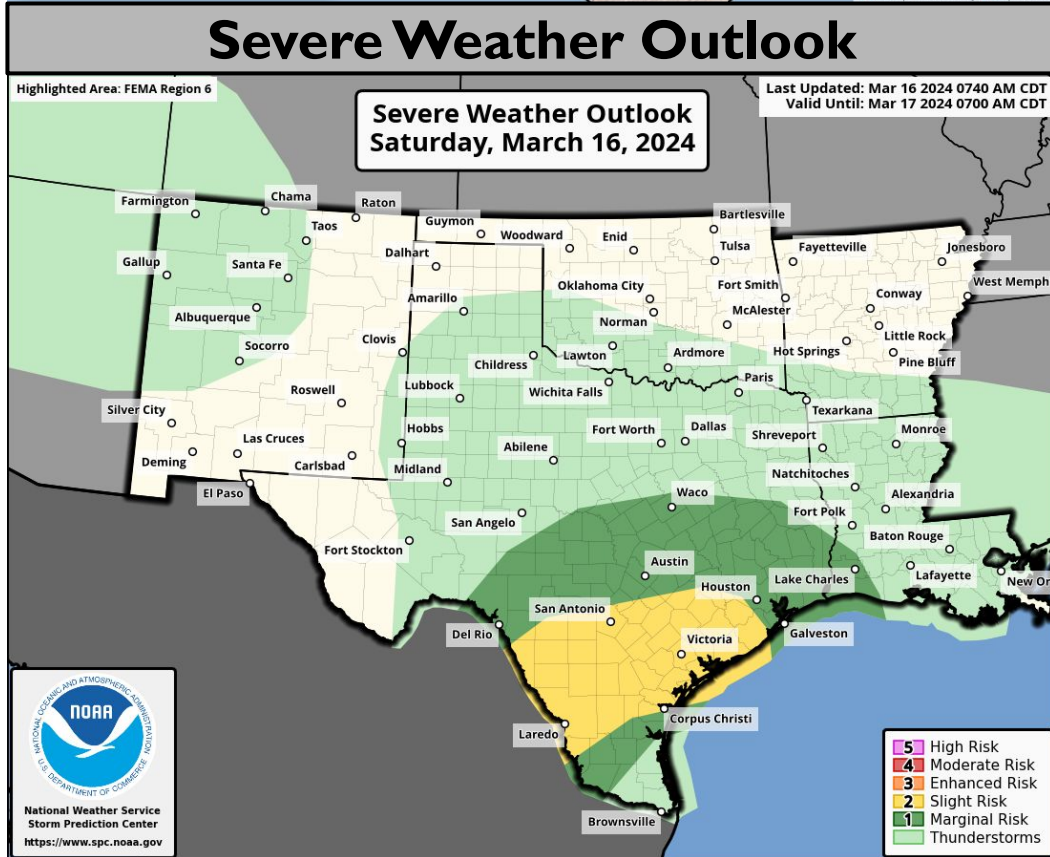 Severe Weather Outlook
Highlighted Area: FEMA Region 6
Last Updated: Mar 16 2024 0740 AM CDT
Valid Until: Mar 17 2024 0700 AM CDT
Severe Weather Outlook
Saturday, March 16, 2024
Farmington
Chama
Raton
Taos
Guymon
Woodward
Enid
Bartlesville
Tulsa
Fayetteville
Jonesboro
Gallup
Santa Fe
Dalhart
Oklahoma City
Fort Smith
West Memph
Albuquerque
Amarillo
Norman
McAlester
Conway
Little Rock
Socorro
Clovis
Childress
Lawton
Ardmore
Hot Springs
Pine Bluff
Roswell
Lubbock
Wichita Falls
Paris
Texarkana
Silver City
Las Cruces
Hobbs
Abilene
Fort Worth
Dallas
Shreveport
Monroe
Deming
Carlsbad
Midland
Natchitoches
El Paso
San Angelo
Waco
Fort Polk
Alexandria
Fort Stockton
Baton Rouge
Austin
Houston
Lake Charles
Lafayette
New Or
San Antonio
Del Rio
Victoria
Galveston
Laredo
Corpus Christi
Brownsville
NATIONAL OCEANIC AND ATMOSPHERIC ADMINISTRATION
NOAA
U.S. DEPARTMENT OF COMMERCE
National Weather Service
Storm Prediction Center
https://www.spc.noaa.gov
5 High Risk
4 Moderate Risk
3 Enhanced Risk
2 Slight Risk
1 Marginal Risk
Thunderstorms